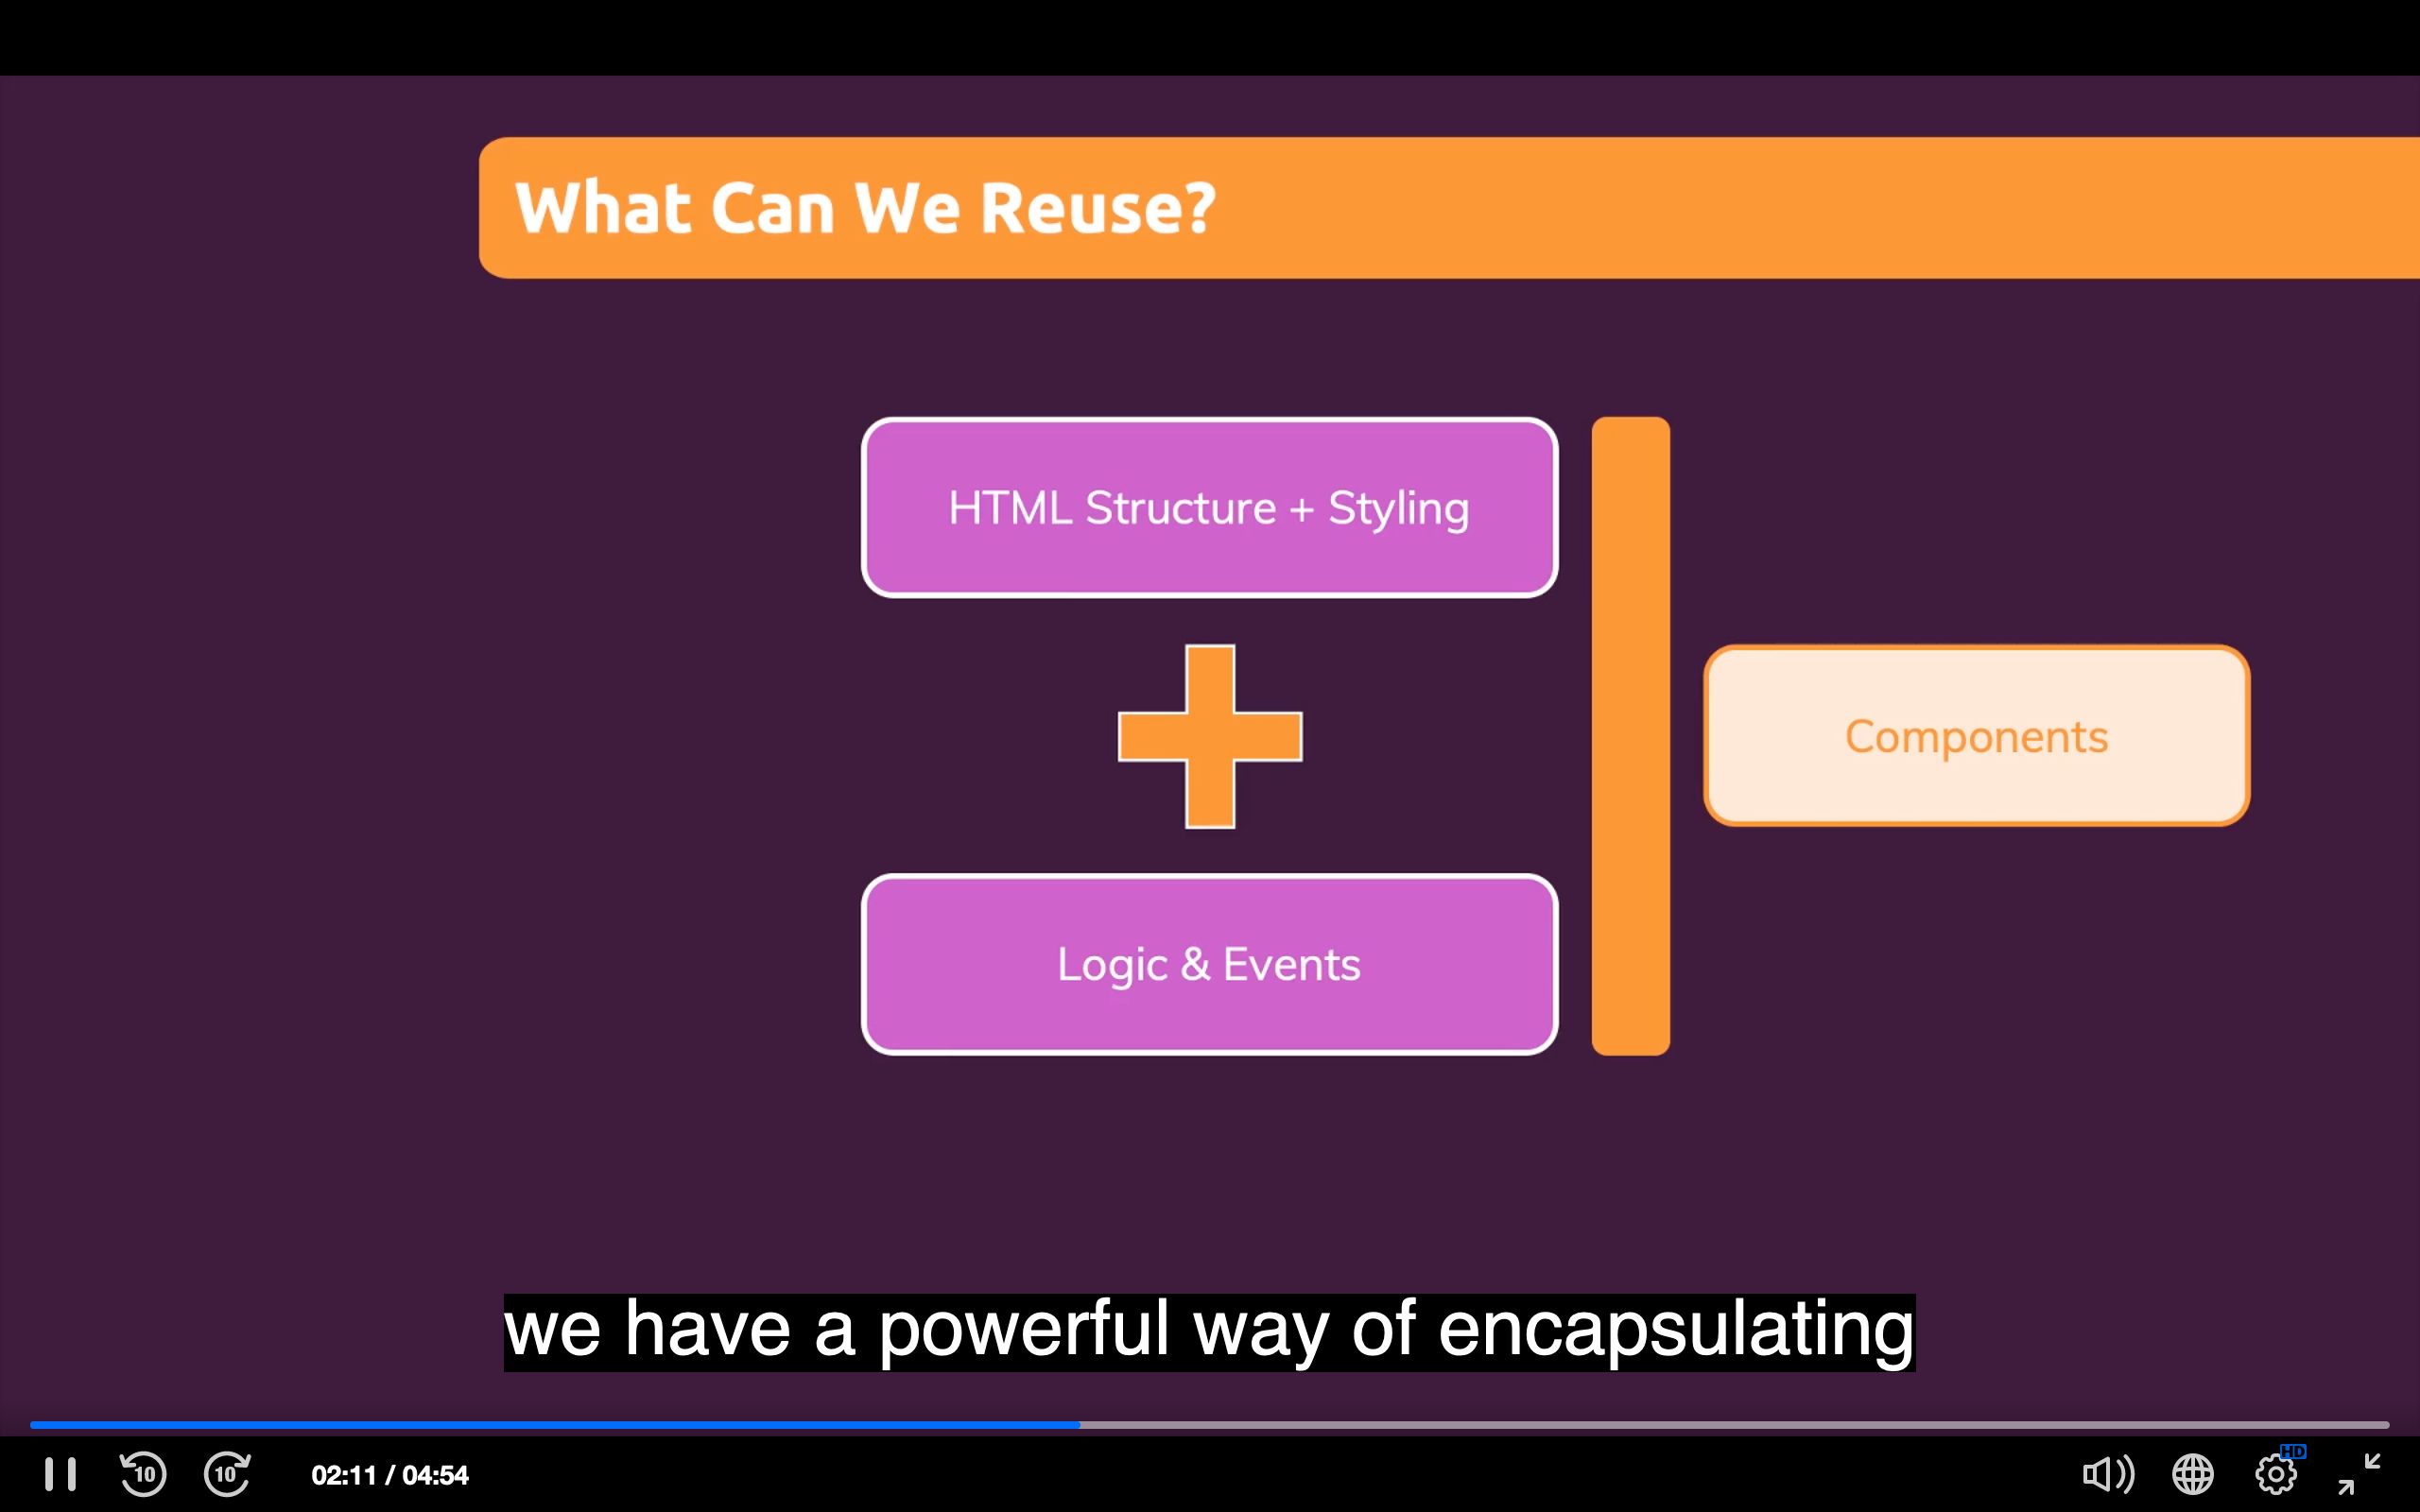 What Can We Reuse?
HTML Structure + Styling
Components
Logic & Events
we have a powerful way of encapsulating
10
10
02:11 / 04:54
HD